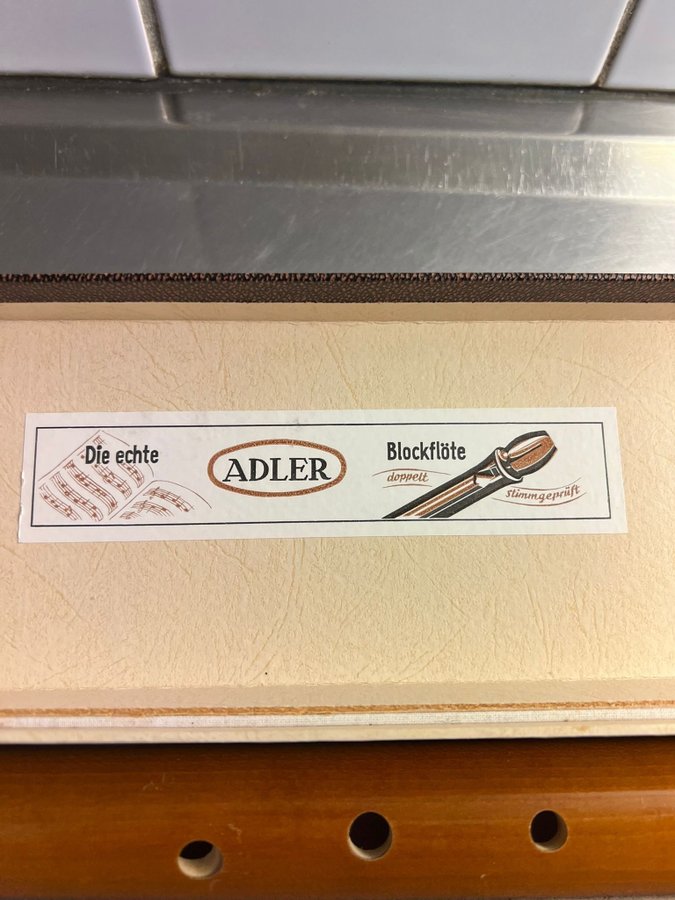 Die echte
ADLER
Blockflöte
doppelt
stimmgeprüft